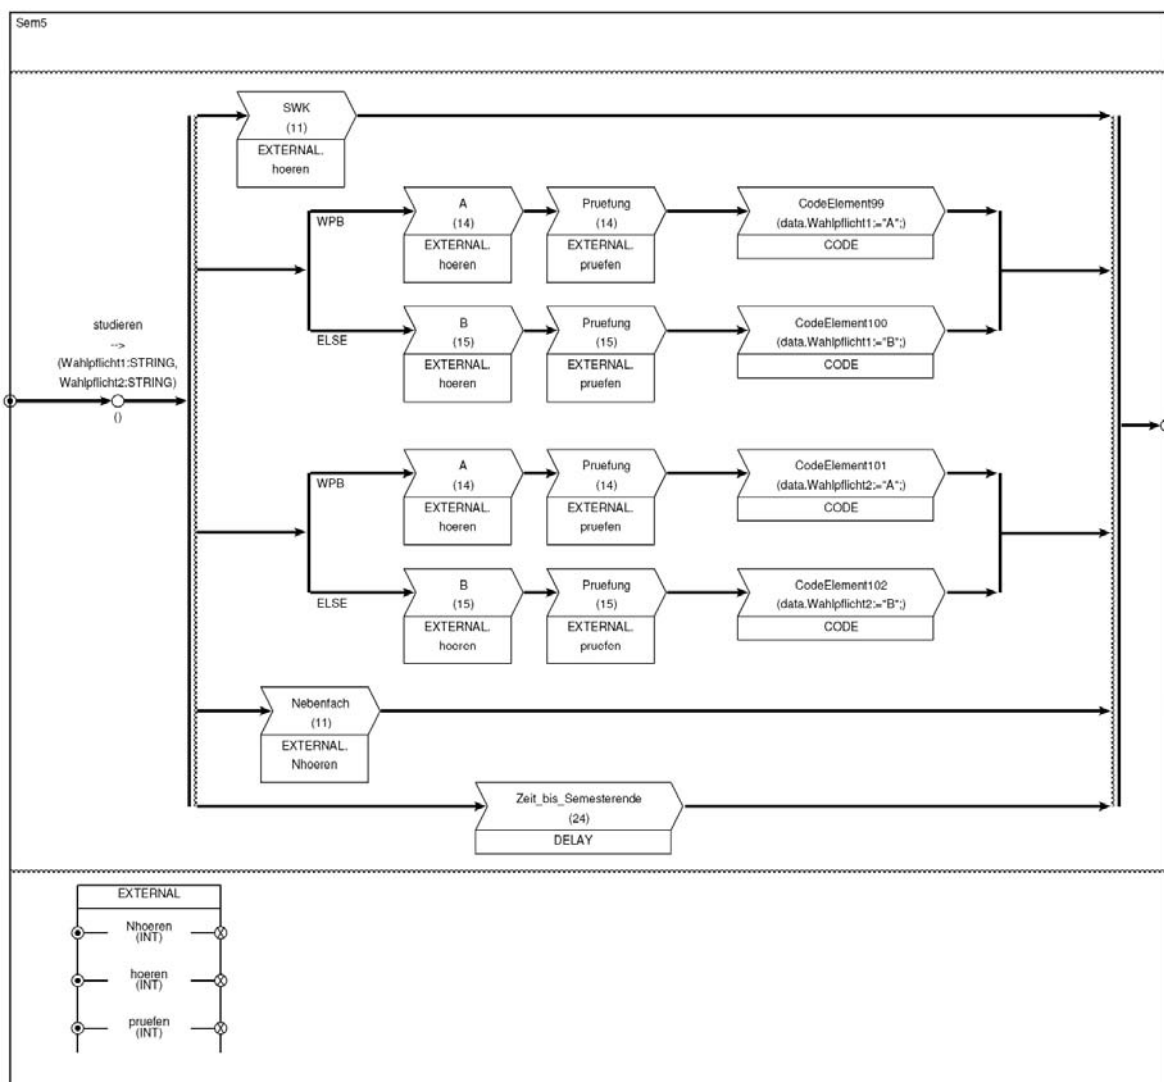 Sem5
SWK
(11)
EXTERNAL.
hoeren
WPB
A
(14)
EXTERNAL.
hoeren
Pruefung
(14)
EXTERNAL.
pruefen
CodeElement99
(data.Wahlpflicht1:="A";)
CODE
ELSE
B
(15)
EXTERNAL.
hoeren
Pruefung
(15)
EXTERNAL.
pruefen
CodeElement100
(data.Wahlpflicht1:="B";)
CODE
studieren
-->
(Wahlpflicht1:STRING,
Wahlpflicht2:STRING)
()
WPB
A
(14)
EXTERNAL.
hoeren
Pruefung
(14)
EXTERNAL.
pruefen
CodeElement101
(data.Wahlpflicht2:="A";)
CODE
ELSE
B
(15)
EXTERNAL.
hoeren
Pruefung
(15)
EXTERNAL.
pruefen
CodeElement102
(data.Wahlpflicht2:="B";)
CODE
Nebenfach
(11)
EXTERNAL.
Nhoeren
Zeit_bis_Semesterende
(24)
DELAY
EXTERNAL
Nhoeren
(INT)
hoeren
(INT)
pruefen
(INT)